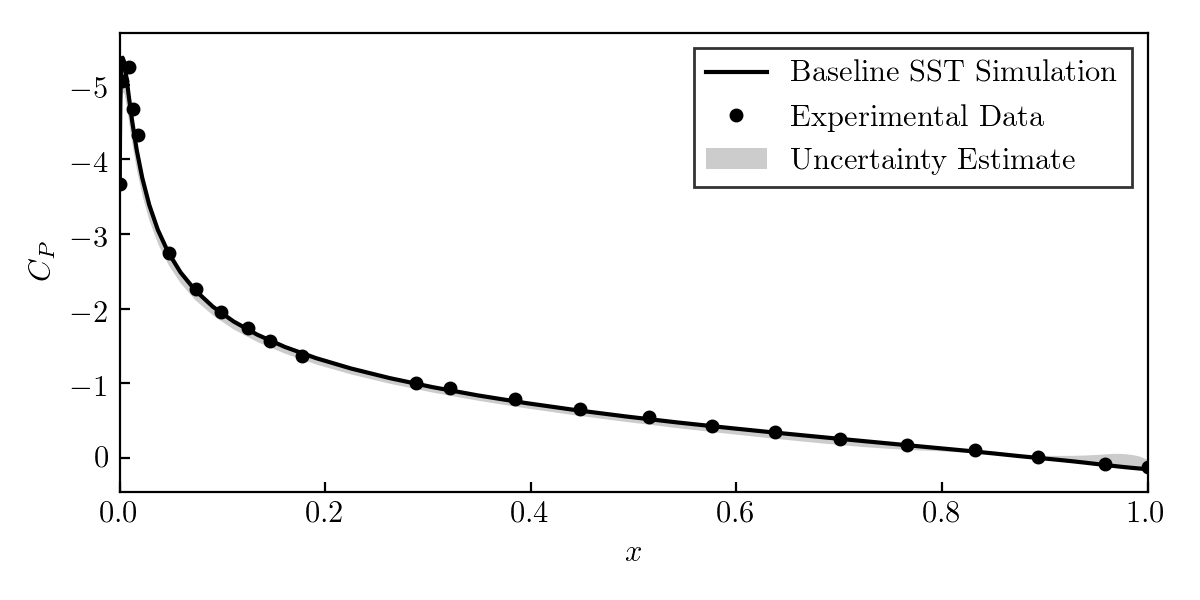 Baseline SST Simulation
Experimental Data
Uncertainty Estimate
−5
−4
−3
−2
−1
0
C_P
0.0 0.2 0.4 0.6 0.8 1.0
x